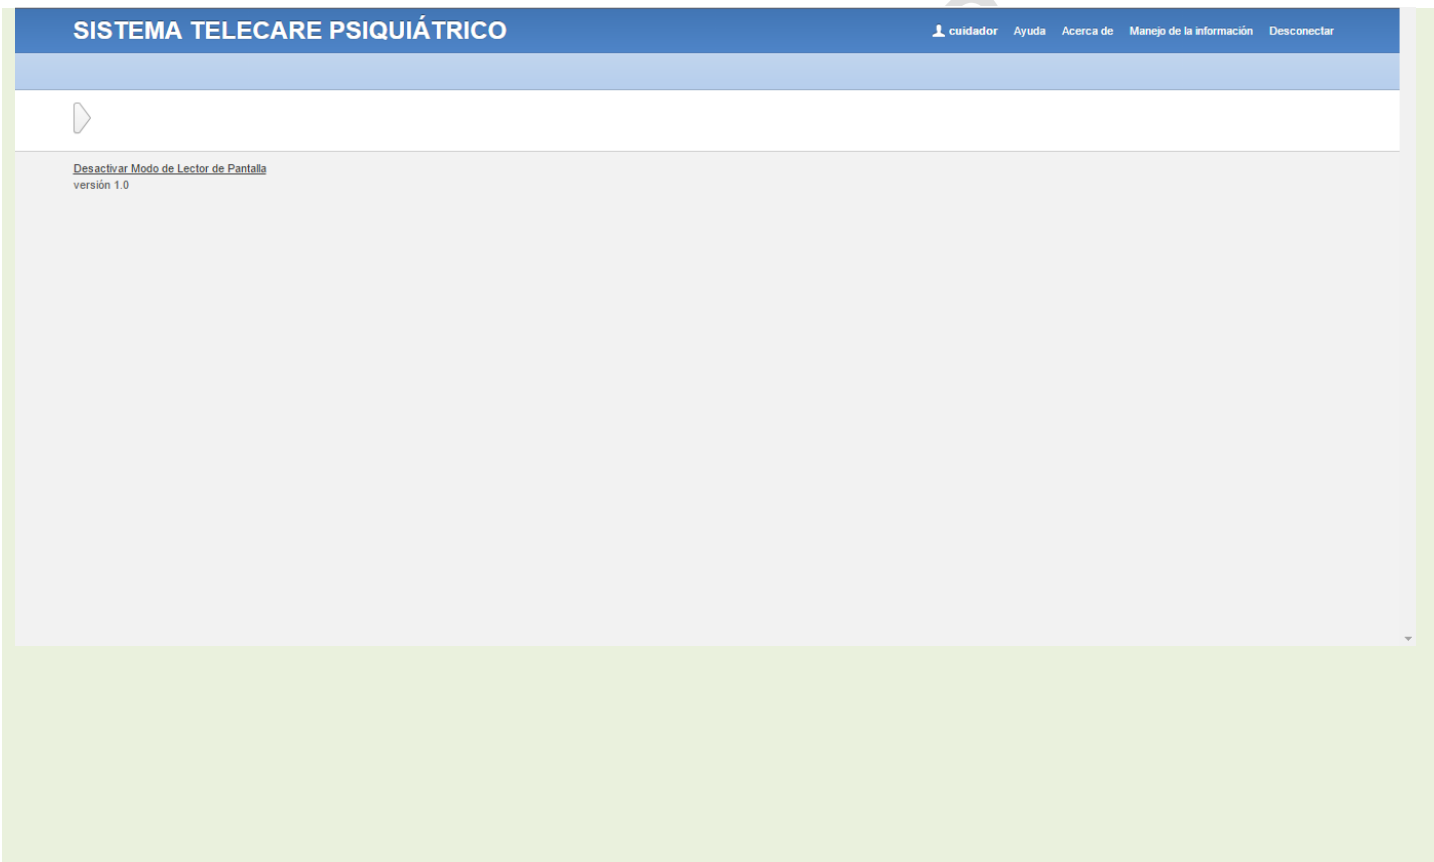 SISTEMA TELECARE PSIQUIÁTRICO
cuidador Ayuda Acerca de Manejo de la información Desconectar
Desactivar Modo de Lector de Pantalla
versión 1.0